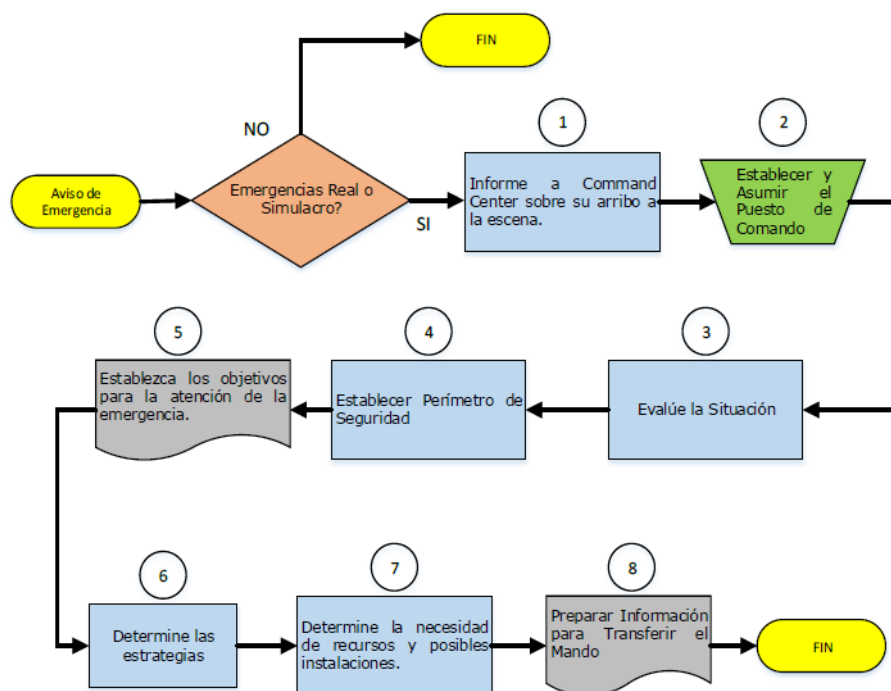 FIN
NO
1
2
Aviso de
Emergencia
Emergencias Real o
Simulacro?
SI
Informe a Command
Center sobre su arribo a
la escena.
Establecer y
Asumir el
Puesto de
Comando
5
4
3
Establezca los objetivos
para la atención de la
emergencia.
Establecer Perímetro de
Seguridad
Evalúe la Situación
6
7
8
Determine las
estrategias
Determine la necesidad
de recursos y posibles
instalaciones.
Preparar Información
para Transferir el
Mando
FIN